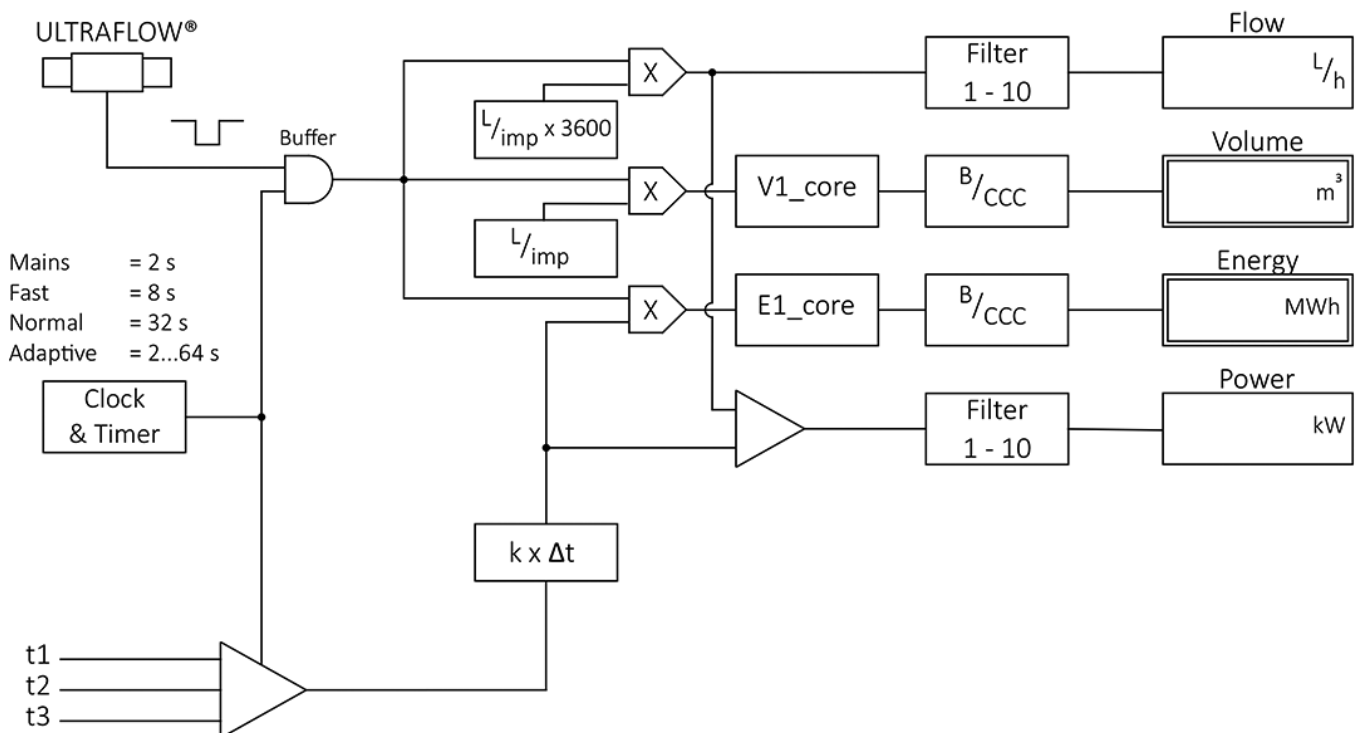 ULTRAFLOW®
Buffer
Mains = 2 s
Fast = 8 s
Normal = 32 s
Adaptive = 2...64 s
Clock
& Timer
t1
t2
t3
k x Δt
X
L/imp x 3600
X
L/imp
X
V1_core
E1_core
Filter
1 - 10
B/CCC
B/CCC
Filter
1 - 10
Flow
L/h
Volume
m³
Energy
MWh
Power
kW